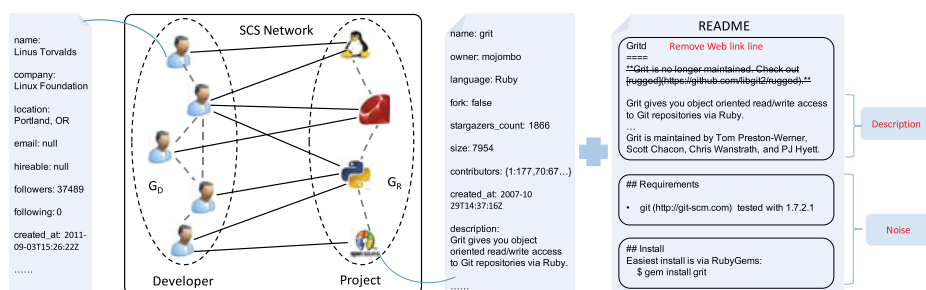 name:
Linus Torvalds
company:
Linux Foundation
location:
Portland, OR
email: null
hireable: null
followers: 37489
following: 0
created_at: 2011-
09-03T15:26:22Z
......
SCS Network
G_D
G_R
Developer
Project
name: grit
owner: mojombo
language: Ruby
fork: false
stargazers_count: 1866
size: 7954
contributors: {1:177,70:67...}
created_at: 2007-10
29T14:37:16Z
description:
Grit gives you object
oriented read/write access
to Git repositories via Ruby.
......
README
Gritd Remove Web link line
====
**Grit is no longer maintained. Check out
[rugged](https://github.com/libgit2/rugged).**
Grit gives you object oriented read/write access
to Git repositories via Ruby.
...
Grit is maintained by Tom Preston-Werner,
Scott Chacon, Chris Wanstrath, and PJ Hyett.
Description
## Requirements
• git (http://git-scm.com) tested with 1.7.2.1
Noise
## Install
Easiest install is via RubyGems:
$ gem install grit